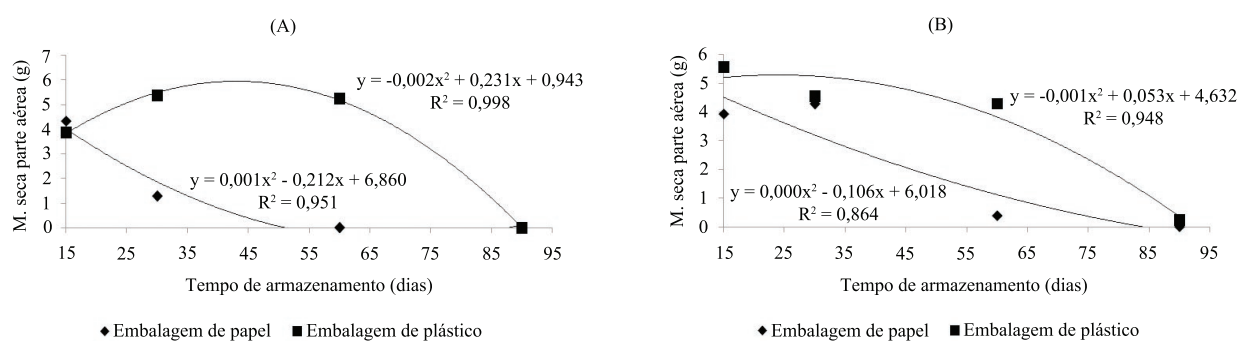 (A)
M. seca parte aérea (g)
7
6
5
4
3
2
1
0
y = -0,002x² + 0,231x + 0,943
R² = 0,998
y = 0,001x² - 0,212x + 6,860
R² = 0,951
15 25 35 45 55 65 75 85 95
Tempo de armazenamento (dias)
Embalagem de papel Embalagem de plástico
(B)
M. seca parte aérea (g)
6
5
4
3
2
1
0
y = -0,001x² + 0,053x + 4,632
R² = 0,948
y = 0,000x² - 0,106x + 6,018
R² = 0,864
15 25 35 45 55 65 75 85 95
Tempo de armazenamento (dias)
Embalagem de papel Embalagem de plástico